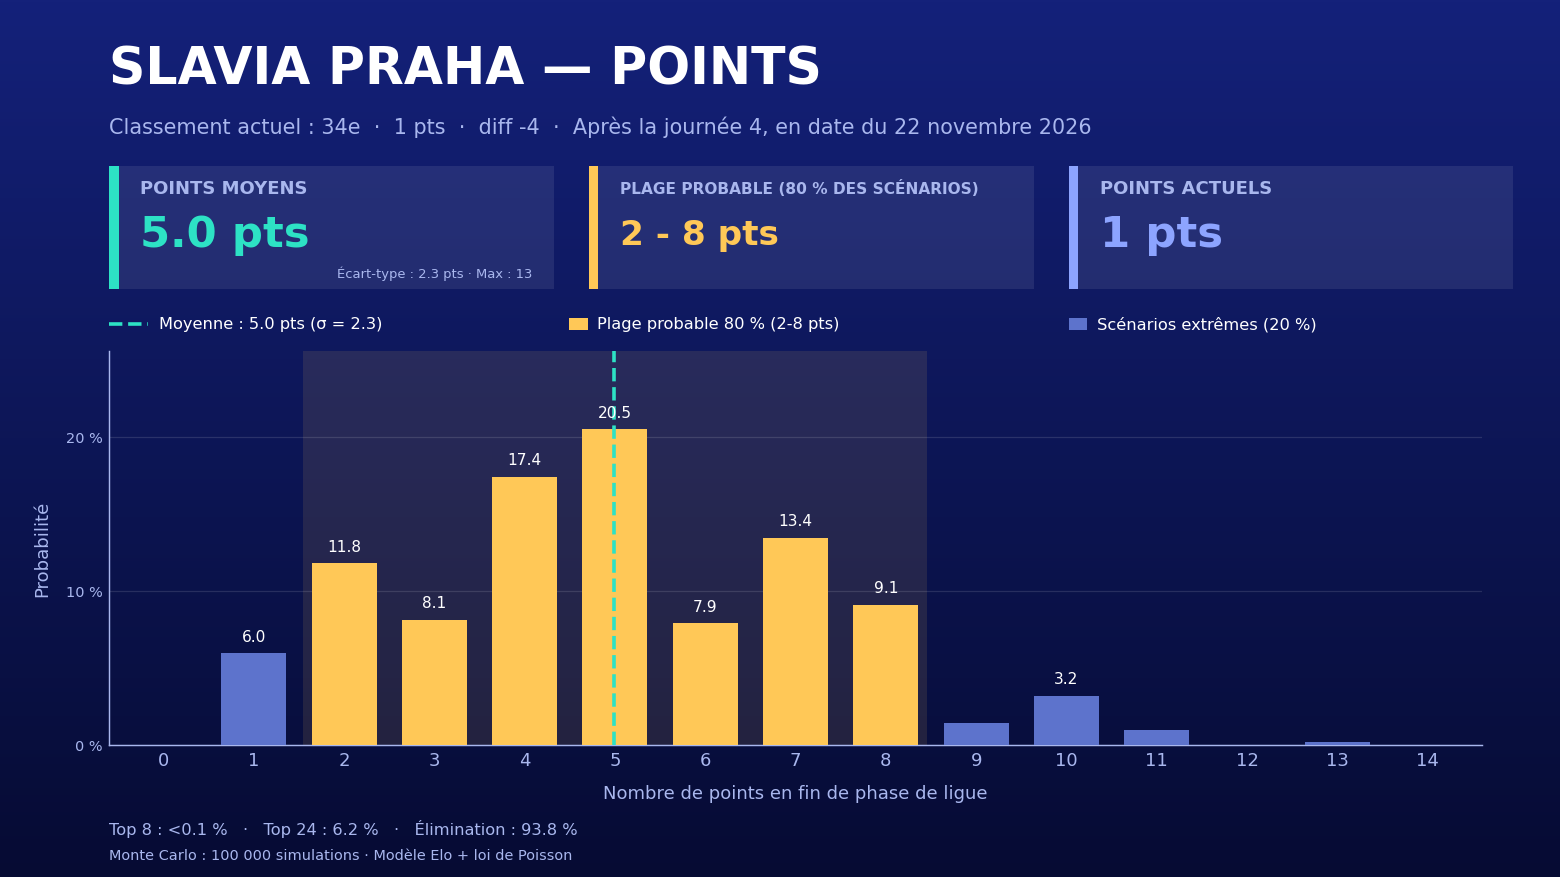 SLAVIA PRAHA — POINTS
Classement actuel : 34e · 1 pts · diff -4 · Après la journée 4, en date du 22 novembre 2026
POINTS MOYENS
5.0 pts
Écart-type : 2.3 pts · Max : 13
PLAGE PROBABLE (80 % DES SCÉNARIOS)
2 - 8 pts
POINTS ACTUELS
1 pts
Moyenne : 5.0 pts (σ = 2.3)
Plage probable 80 % (2-8 pts)
Scénarios extrêmes (20 %)
Probabilité
20 %
10 %
0 %
6.0
11.8
8.1
17.4
20.5
7.9
13.4
9.1
3.2
0 1 2 3 4 5 6 7 8 9 10 11 12 13 14
Nombre de points en fin de phase de ligue
Top 8 : <0.1 % · Top 24 : 6.2 % · Élimination : 93.8 %
Monte Carlo : 100 000 simulations · Modèle Elo + loi de Poisson